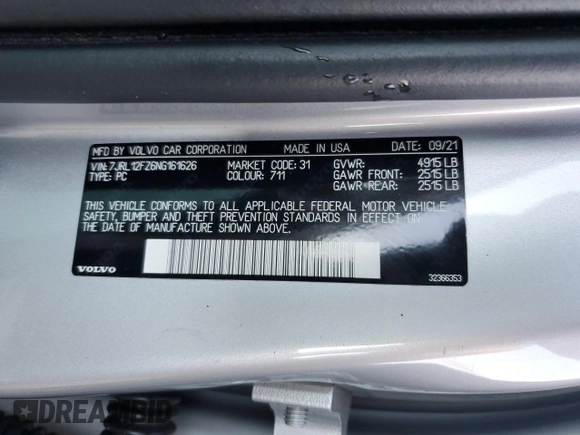 MFD BY VOLVO CAR CORPORATION MADE IN USA DATE: 09/21
VIN: 7JRL12FZ6NG161626 MARKET CODE: 31 GVWR: 4915 LB
TYPE: PC COLOUR: 711 GAWR FRONT: 2515 LB
GAWR REAR: 2515 LB
THIS VEHICLE CONFORMS TO ALL APPLICABLE FEDERAL MOTOR VEHICLE
SAFETY, BUMPER AND THEFT PREVENTION STANDARDS IN EFFECT ON
THE DATE OF MANUFACTURE SHOWN ABOVE.
VOLVO 32366353
DREAMBID